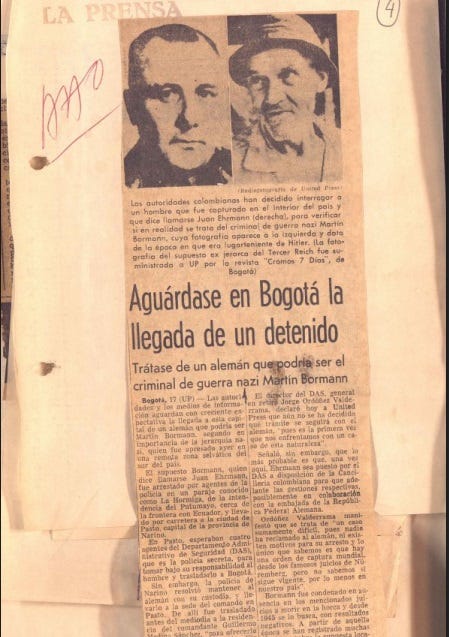 LA PRENSA
4
(Radiofotografía de United Press)
Las autoridades colombianas han decidido interrogar a
un hombre que fue capturado en el interior del país y
que dice llamarse Juan Ehrmann (derecha), para verificar
si en realidad se trata del criminal de guerra nazi Martín
Bormann, cuya fotografía aparece a la izquierda y data
de la época en que era lugarteniente de Hitler. (La foto-
grafía del supuesto ex jerarca del Tercer Reich fue su-
ministrada a UP por la revista "Cromos 7 Días", de
Bogotá)
Aguárdase en Bogotá la
llegada de un detenido
Trátase de un alemán que podría ser el
criminal de guerra nazi Martín Bormann
Bogotá, 17 (UP) — Las autori-
dades y los medios de informa-
ción aguardan con creciente ex-
pectativa la llegada a esta capi-
tal de un alemán que podría ser
Martín Bormann, segundo en
importancia de la jerarquía na-
zi, quien fue apresado ayer en
una remota zona selvática del
sur del país.
El supuesto Bormann, quien
dice llamarse Juan Ehrmann,
fue arrestado por agentes de la
policía en un paraje conocido
como La Hormiga, de la inten-
dencia del Putumayo, cerca de
la frontera con Ecuador, y lleva-
do por carretera a la ciudad de
Pasto, capital de la provincia de
Nariño.
En Pasto, esperaban cuatro
agentes del Departamento Admi-
nistrativo de Seguridad (DAS),
que es la policía secreta, para
tomar bajo su responsabilidad al
hombre y trasladarlo a Bogotá.
Sin embargo, la policía de
Nariño resolvió mantener al
alemán con su custodia, y lle-
varlo a la sede del comando en
Pasto. De allí fue trasladado
antes de mediodía a la residen-
cia del comandante Guillermo
Sánchez, "para ofrecerle
El director del DAS, general
en retiro Jorge Ordóñez Valde-
rrama, declaró hoy a United
Press que aún no se ha decidido
qué trámite se seguirá con el
alemán, "pues es la primera vez
que nos enfrentamos con un ca-
so de esta naturaleza".
Señaló, sin embargo, que lo
más probable es que, una vez
aquí, Ehrmann sea puesto por el
DAS a disposición de la Canci-
llería colombiana para que ade-
lante las gestiones respectivas,
posiblemente en colaboración
con la embajada de la Repúbli-
ca Federal Alemana.
Ordóñez Valderrama manifes-
tó que se trata de "un caso
sumamente difícil, pues nadie
ha reclamado al alemán, ni exis-
ten motivos para su arresto y lo
único que sabemos es que hay
una orden de captura mundial,
desde los famosos juicios de Nü-
remberg, pero no sabemos si
sigue vigente, por lo menos en
nuestro país".
Bormann fue condenado en
ausencia en los mencionados jui-
cios a morir en la horca y desde
1945 se lo busca, con resultados
negativos. A partir de aquella
época se han registrado muchas